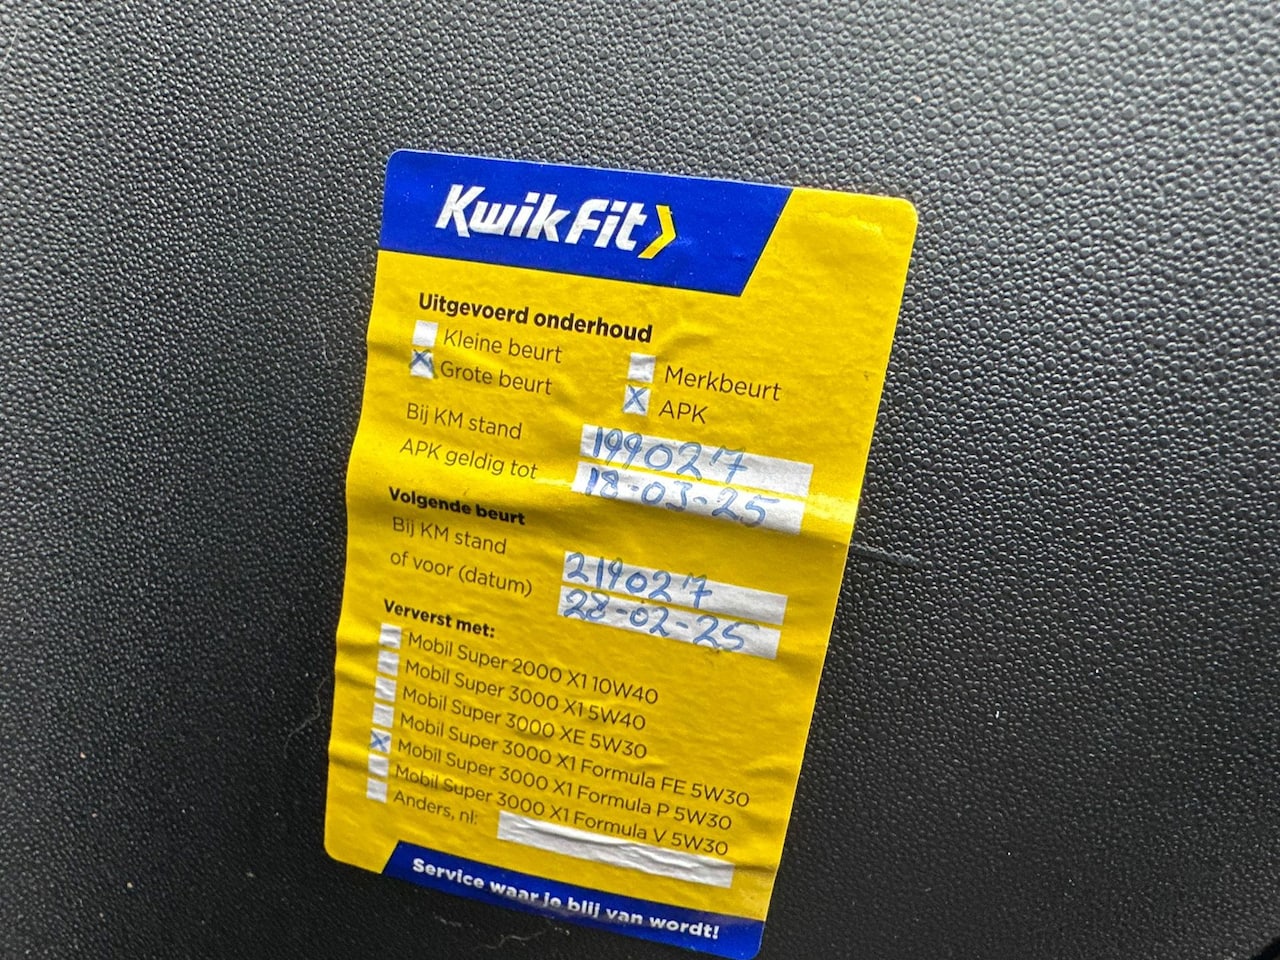 KwikFit
Uitgevoerd onderhoud
Kleine beurt
Merkbeurt
X Grote beurt
X APK
Bij KM stand 199027
APK geldig tot 18-03-25
Volgende beurt
Bij KM stand 219027
of voor (datum) 28-02-25
Ververst met:
Mobil Super 2000 X1 10W40
Mobil Super 3000 X1 5W40
Mobil Super 3000 XE 5W30
Mobil Super 3000 X1 Formula FE 5W30
X Mobil Super 3000 X1 Formula P 5W30
Mobil Super 3000 X1 Formula V 5W30
Anders, nl:
Service waar je blij van wordt!